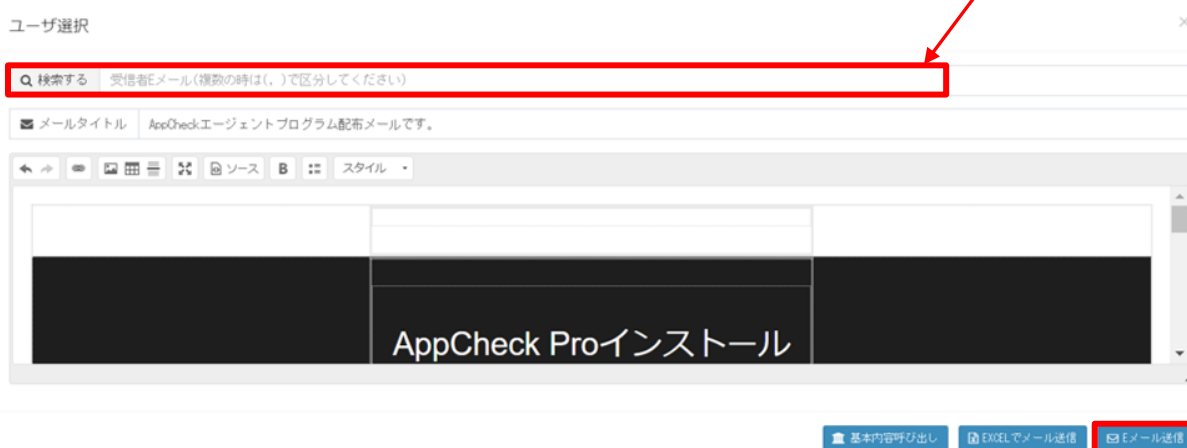 ユーザ選択
検索する 受信者Eメール(複数の時は(, )で区分してください)
メールタイトル AppCheckエージェントプログラム配布メールです。
ソース B スタイル
AppCheck Proインストール
基本内容呼び出し EXCELでメール送信 Eメール送信